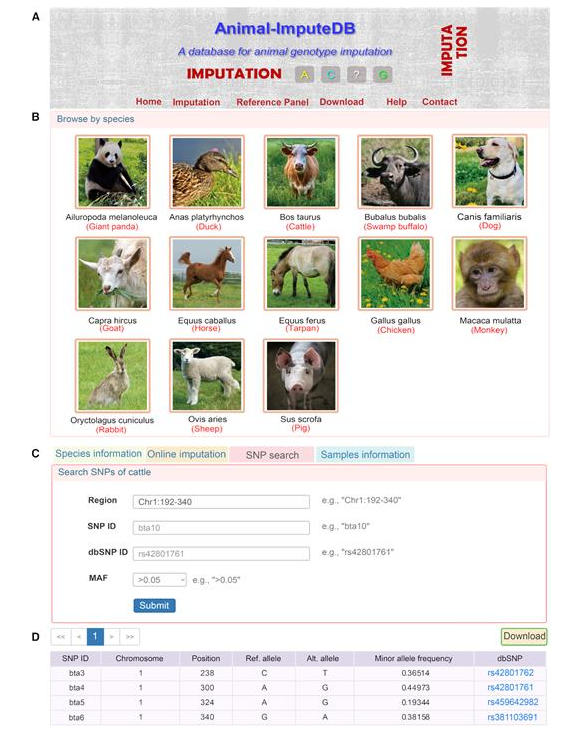 A
Animal-ImputeDB
A database for animal genotype imputation
IMPUTATION A C ? G
IMPUTA
TION
Home Imputation Reference Panel Download Help Contact
B
Browse by species
Ailuropoda melanoleuca Anas platyrhynchos Bos taurus Bubalus bubalis Canis familiaris
(Giant panda) (Duck) (Cattle) (Swamp buffalo) (Dog)
Capra hircus Equus caballus Equus ferus Gallus gallus Macaca mulatta
(Goat) (Horse) (Tarpan) (Chicken) (Monkey)
Oryctolagus cuniculus Ovis aries Sus scrofa
(Rabbit) (Sheep) (Pig)
C
Species information Online imputation SNP search Samples information
Search SNPs of cattle
Region Chr1:192-340 e.g., "Chr1:192-340"
SNP ID bta10 e.g., "bta10"
dbSNP ID rs42801761 e.g., "rs42801761"
MAF >0.05 e.g., ">0.05"
Submit
D
<< < 1 > >> Download
SNP ID Chromosome Position Ref. allele Alt. allele Minor allele frequency dbSNP
bta3 1 238 C T 0.36514 rs42801762
bta4 1 300 A G 0.44973 rs42801761
bta5 1 324 A G 0.19344 rs459642982
bta6 1 340 G A 0.38158 rs381103691